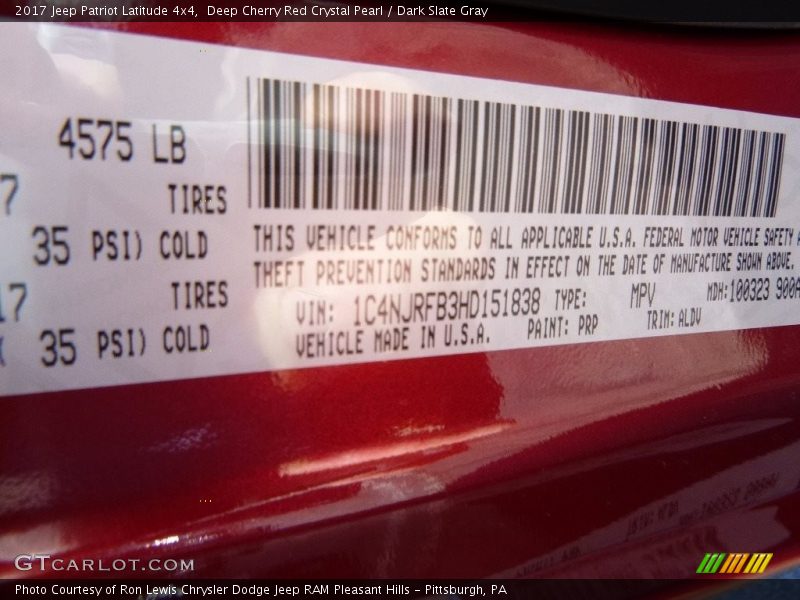 2017 Jeep Patriot Latitude 4x4, Deep Cherry Red Crystal Pearl / Dark Slate Gray
4575 LB
7 TIRES
35 PSI) COLD
17 TIRES
35 PSI) COLD
THIS VEHICLE CONFORMS TO ALL APPLICABLE U.S.A. FEDERAL MOTOR VEHICLE SAFETY
THEFT PREVENTION STANDARDS IN EFFECT ON THE DATE OF MANUFACTURE SHOWN ABOVE.
VIN: 1C4NJRFB3HD151838 TYPE: MPV MDH:100323 900A
VEHICLE MADE IN U.S.A. PAINT: PRP TRIM: ALDV
GTCARLOT.COM
Photo Courtesy of Ron Lewis Chrysler Dodge Jeep RAM Pleasant Hills - Pittsburgh, PA